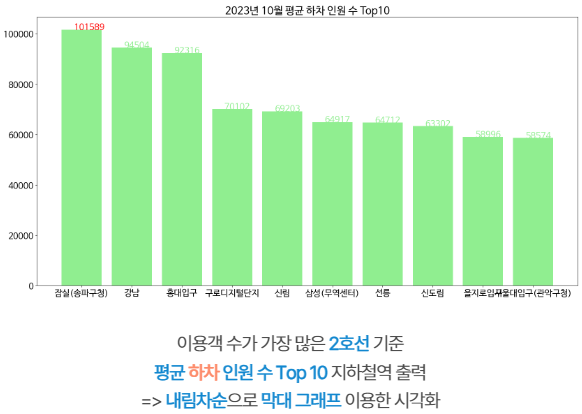 2023년 10월 평균 하차 인원 수 Top10
100000
80000
60000
40000
20000
0
101589
94504
92316
70102
69203
64917
64712
63302
58996
58574
잠실(송파구청)
강남
홍대입구
구로디지털단지
신림
삼성(무역센터)
선릉
신도림
을지로입구
서울대입구(관악구청)
이용객 수가 가장 많은 2호선 기준
평균 하차 인원 수 Top 10 지하철역 출력
=> 내림차순으로 막대 그래프 이용한 시각화